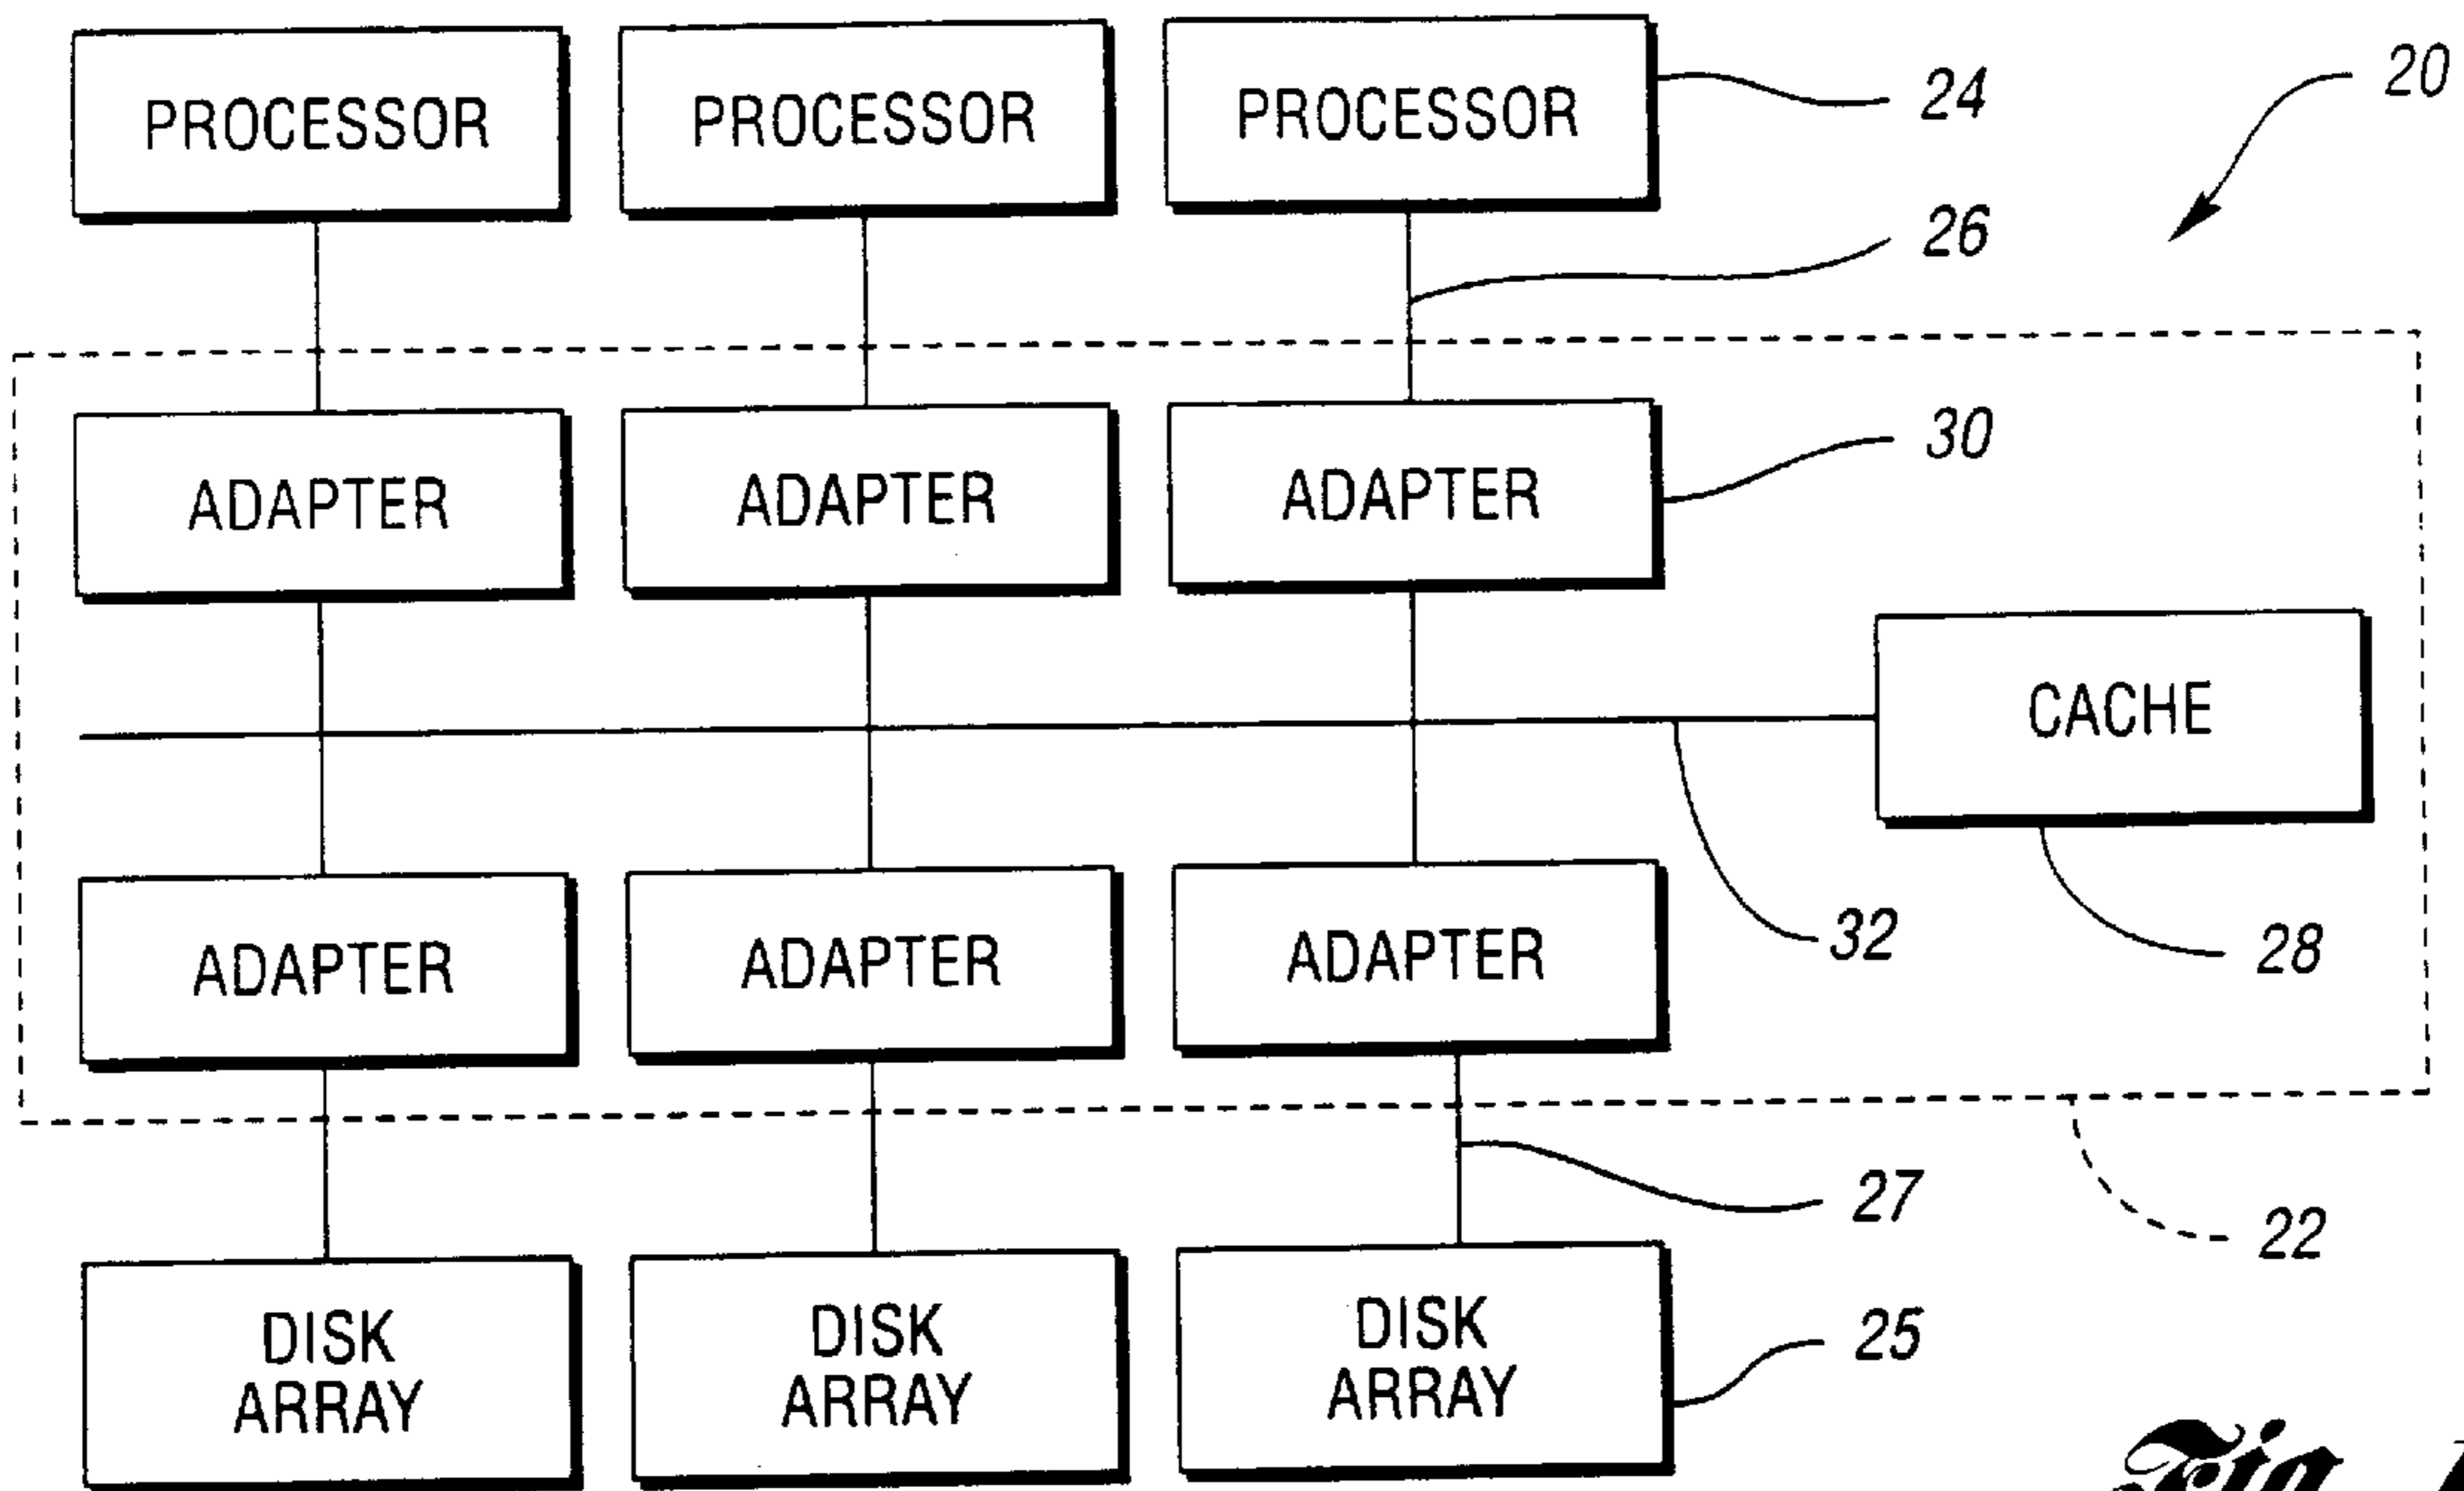 PROCESSOR PROCESSOR PROCESSOR 24 20
26
ADAPTER ADAPTER ADAPTER 30
CACHE
ADAPTER ADAPTER ADAPTER 32 28
27
22
DISK ARRAY DISK ARRAY DISK ARRAY 25
Fig.